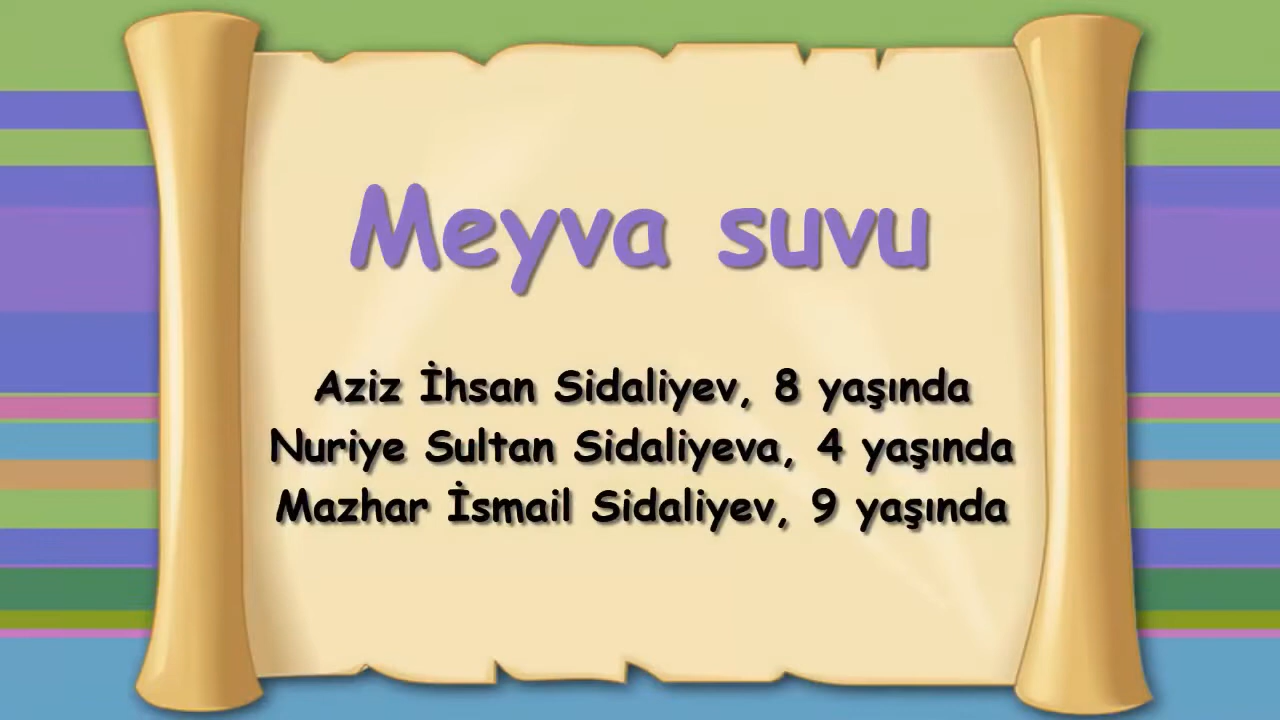 Meyva suvu
Aziz İhsan Sidaliyev, 8 yaşında
Nuriye Sultan Sidaliyeva, 4 yaşında
Mazhar İsmail Sidaliyev, 9 yaşında